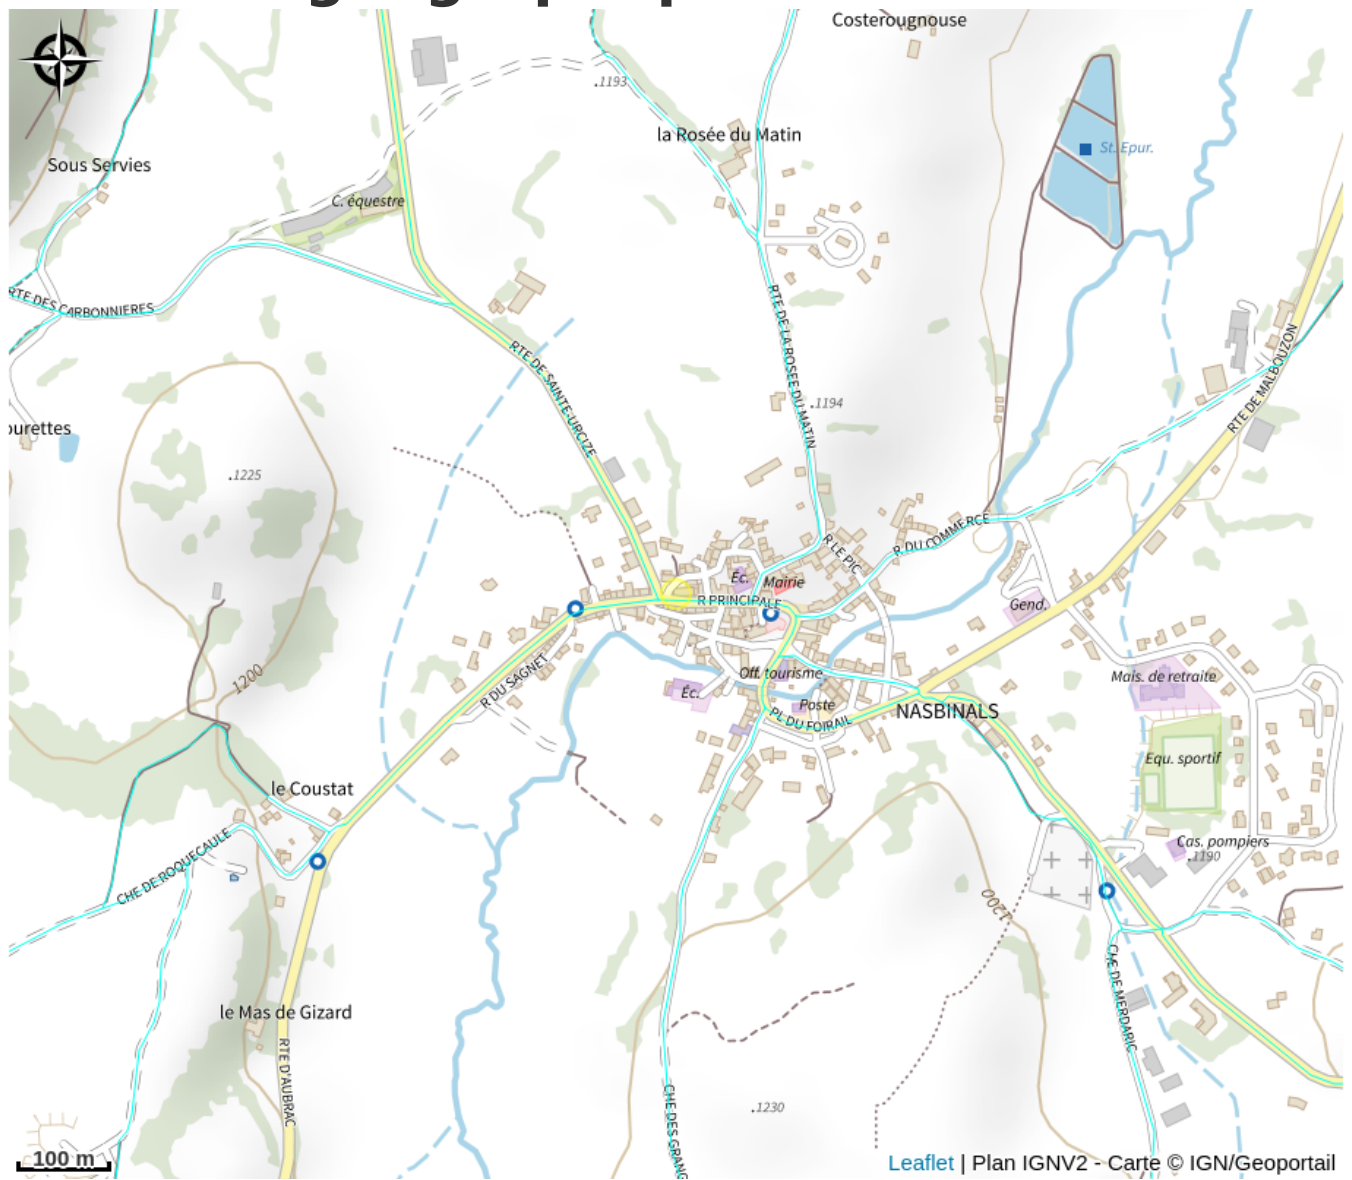 Costerougnouse
.1193
la Rosée du Matin
St. Epur.
Sous Servies
C. équestre
RTE DES CARBONNIERES
RTE DE LA ROSEE DU MATIN
RTE DE SAINTE-URCIZE
RTE DE MALBOUZON
.1194
ourettes
.1225
R DU COMMERCE
R LE PIC
Éc.
Mairie
R PRINCIPALE
Gend.
R DU SAGNET
Off. tourisme
Mais. de retraite
1200
Éc.
Poste
NASBINALS
PL DU FOIRAIL
Equ. sportif
le Coustat
CHE DE ROQUECAULE
Cas. pompiers
.1190
1200
CHE DE MERDARIC
le Mas de Gizard
RTE D'AUBRAC
CHE DES GRANG
.1230
100 m
Leaflet | Plan IGNV2 - Carte © IGN/Geoportail